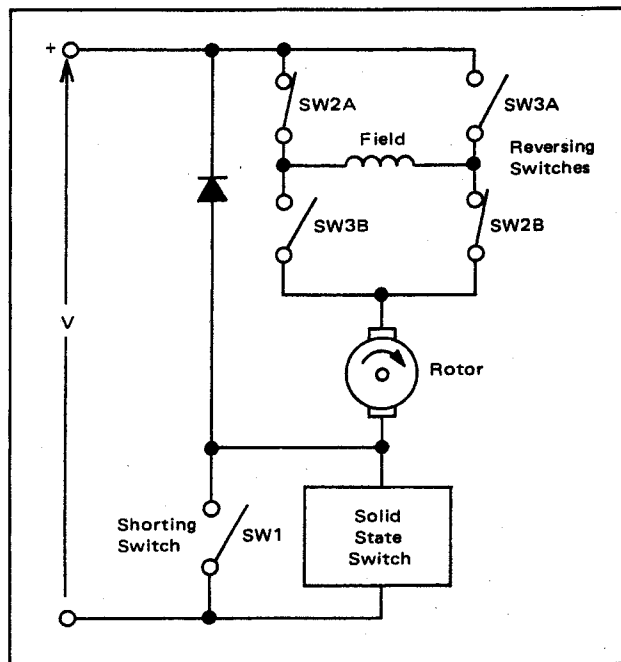 +
SW2A
SW3A
Field
Reversing
Switches
SW3B
SW2B
V
Rotor
Shorting
Switch
SW1
Solid
State
Switch